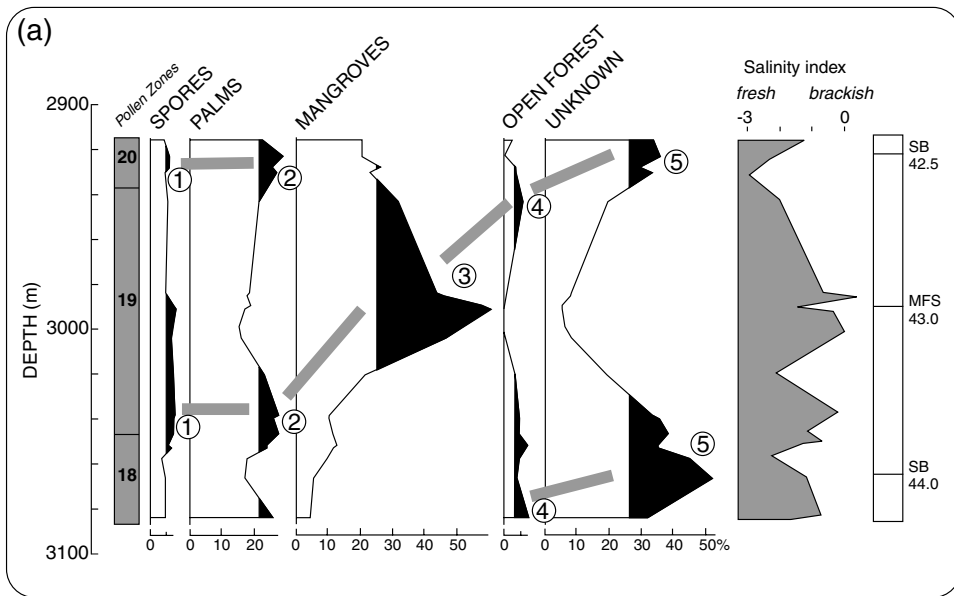 (a)
Pollen Zones
SPORES
PALMS
MANGROVES
OPEN FOREST
UNKNOWN
Salinity index
fresh brackish
-3 0
2900
3000
3100
DEPTH (m)
20
19
18
1
2
3
4
5
1
2
4
5
SB
42.5
MFS
43.0
SB
44.0
0
0 20
0 10 20 30 40 50
0
0 10 20 30 40 50%